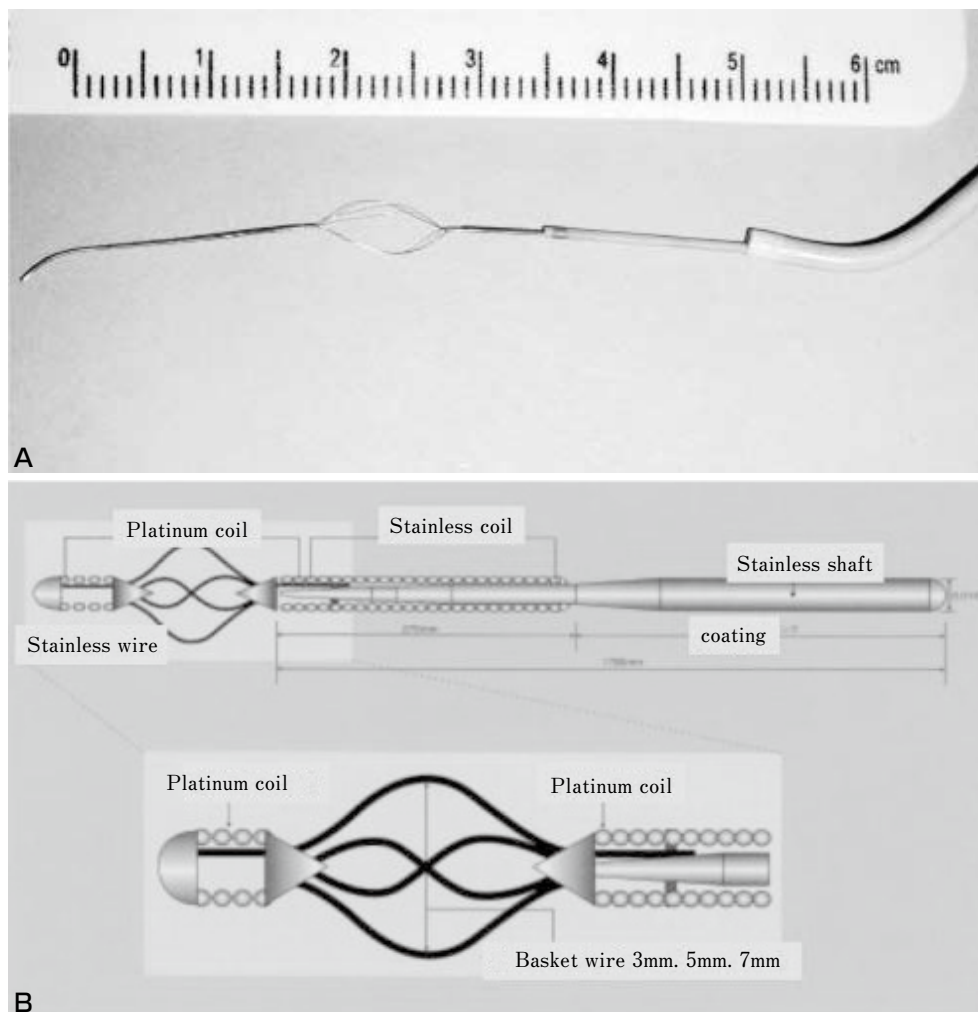 0 1 2 3 4 5 6 cm
A
Platinum coil
Stainless coil
Stainless shaft
Stainless wire
coating
Platinum coil
Platinum coil
Basket wire 3mm. 5mm. 7mm
B